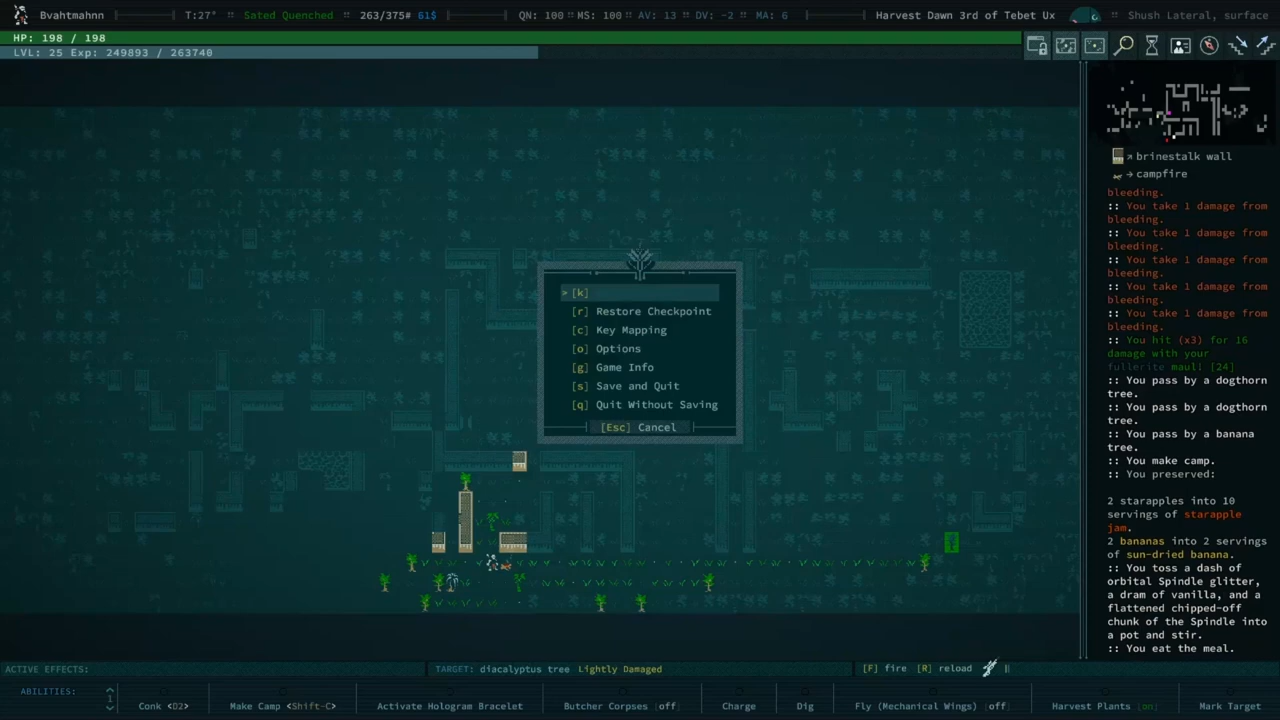 Bvahtmahnn T:27° :: Sated Quenched :: 263/375# 61$ QN: 100 :: MS: 100 :: AV: 13 :: DV: -2 :: MA: 6 Harvest Dawn 3rd of Tebet Ux Shush Lateral, surface
HP: 198 / 198
LVL: 25 Exp: 249893 / 263740
> [k]
[r] Restore Checkpoint
[c] Key Mapping
[o] Options
[g] Game Info
[s] Save and Quit
[q] Quit Without Saving
[Esc] Cancel
brinestalk wall
campfire
bleeding.
:: You take 1 damage from
bleeding.
:: You take 1 damage from
bleeding.
:: You take 1 damage from
bleeding.
:: You take 1 damage from
bleeding.
:: You take 1 damage from
bleeding.
:: You hit (x3) for 16
damage with your
fullerite maul! [24]
:: You pass by a dogthorn
tree.
:: You pass by a dogthorn
tree.
:: You pass by a banana
tree.
:: You make camp.
:: You preserved:
2 starapples into 10
servings of starapple
jam.
2 bananas into 2 servings
of sun-dried banana.
:: You toss a dash of
orbital Spindle glitter,
a dram of vanilla, and a
flattened chipped-off
chunk of the Spindle into
a pot and stir.
:: You eat the meal.
ACTIVE EFFECTS: TARGET: diacalyptus tree Lightly Damaged [F] fire [R] reload
ABILITIES: 1 Conk <02> Make Camp <Shift-C> Activate Hologram Bracelet Butcher Corpses [off] Charge Dig Fly (Mechanical Wings) [off] Harvest Plants [on] Mark Target